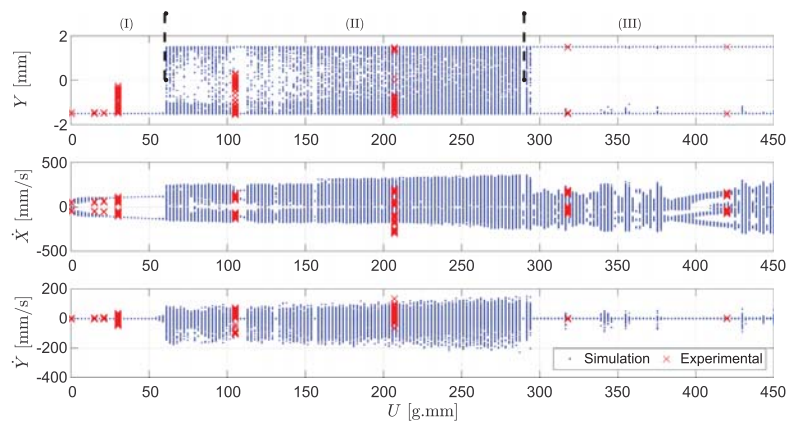 (I) (II) (III)
2
0
-2
Y [mm]
0 50 100 150 200 250 300 350 400 450
500
0
-500
Ẋ [mm/s]
0 50 100 150 200 250 300 350 400 450
200
0
-200
-400
Ẏ [mm/s]
Simulation Experimental
0 50 100 150 200 250 300 350 400 450
U [g.mm]